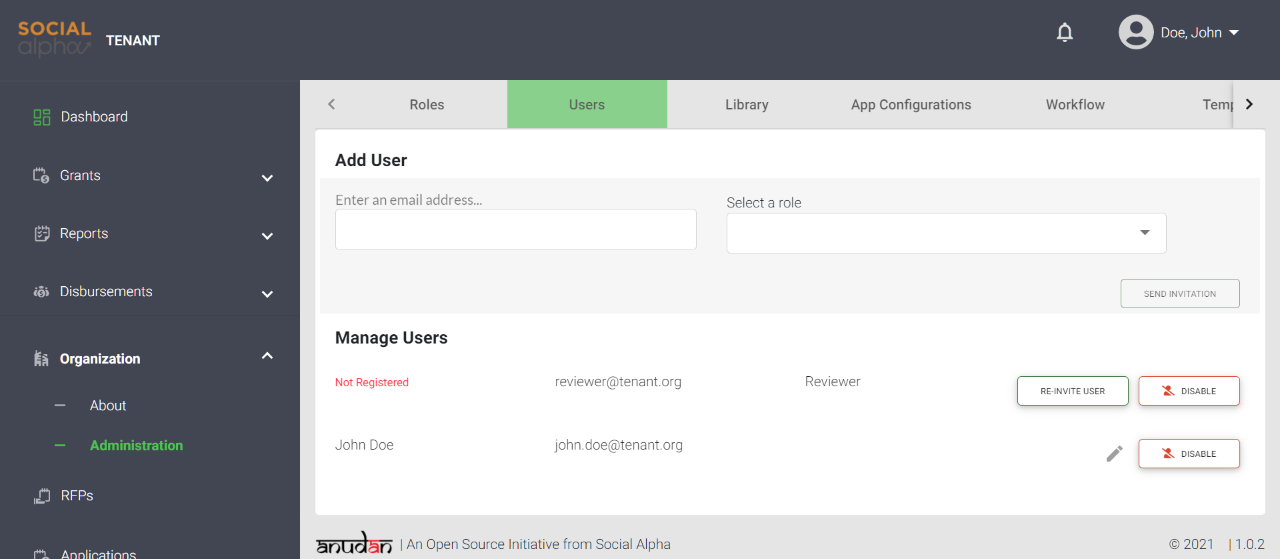 SOCIAL
alpha
TENANT
Doe, John
Dashboard
Grants
Reports
Disbursements
Organization
About
Administration
RFPs
Applications
Roles
Users
Library
App Configurations
Workflow
Temp
Add User
Enter an email address...
Select a role
SEND INVITATION
Manage Users
Not Registered
reviewer@tenant.org
Reviewer
RE-INVITE USER
DISABLE
John Doe
john.doe@tenant.org
DISABLE
anudan | An Open Source Initiative from Social Alpha
© 2021 | 1.0.2